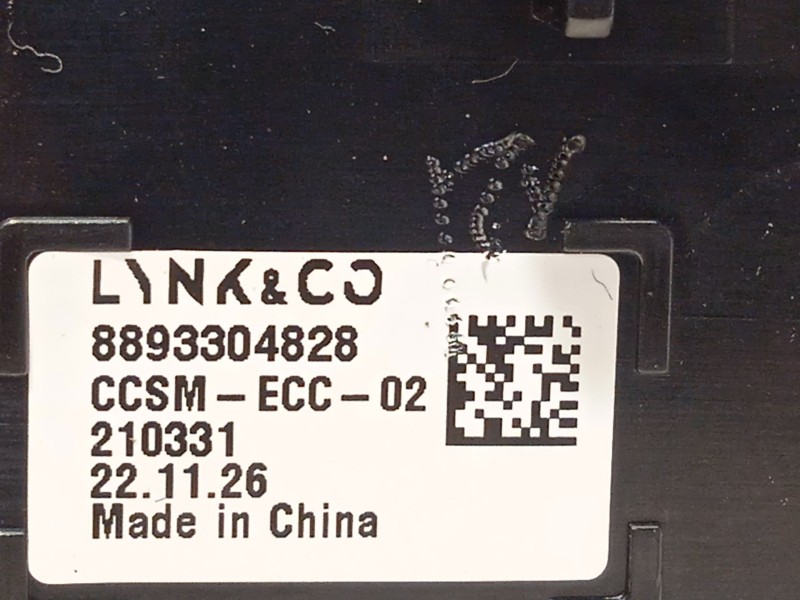 LYNK&CO
8893304828
CCSM-ECC-02
210331
22.11.26
Made in China